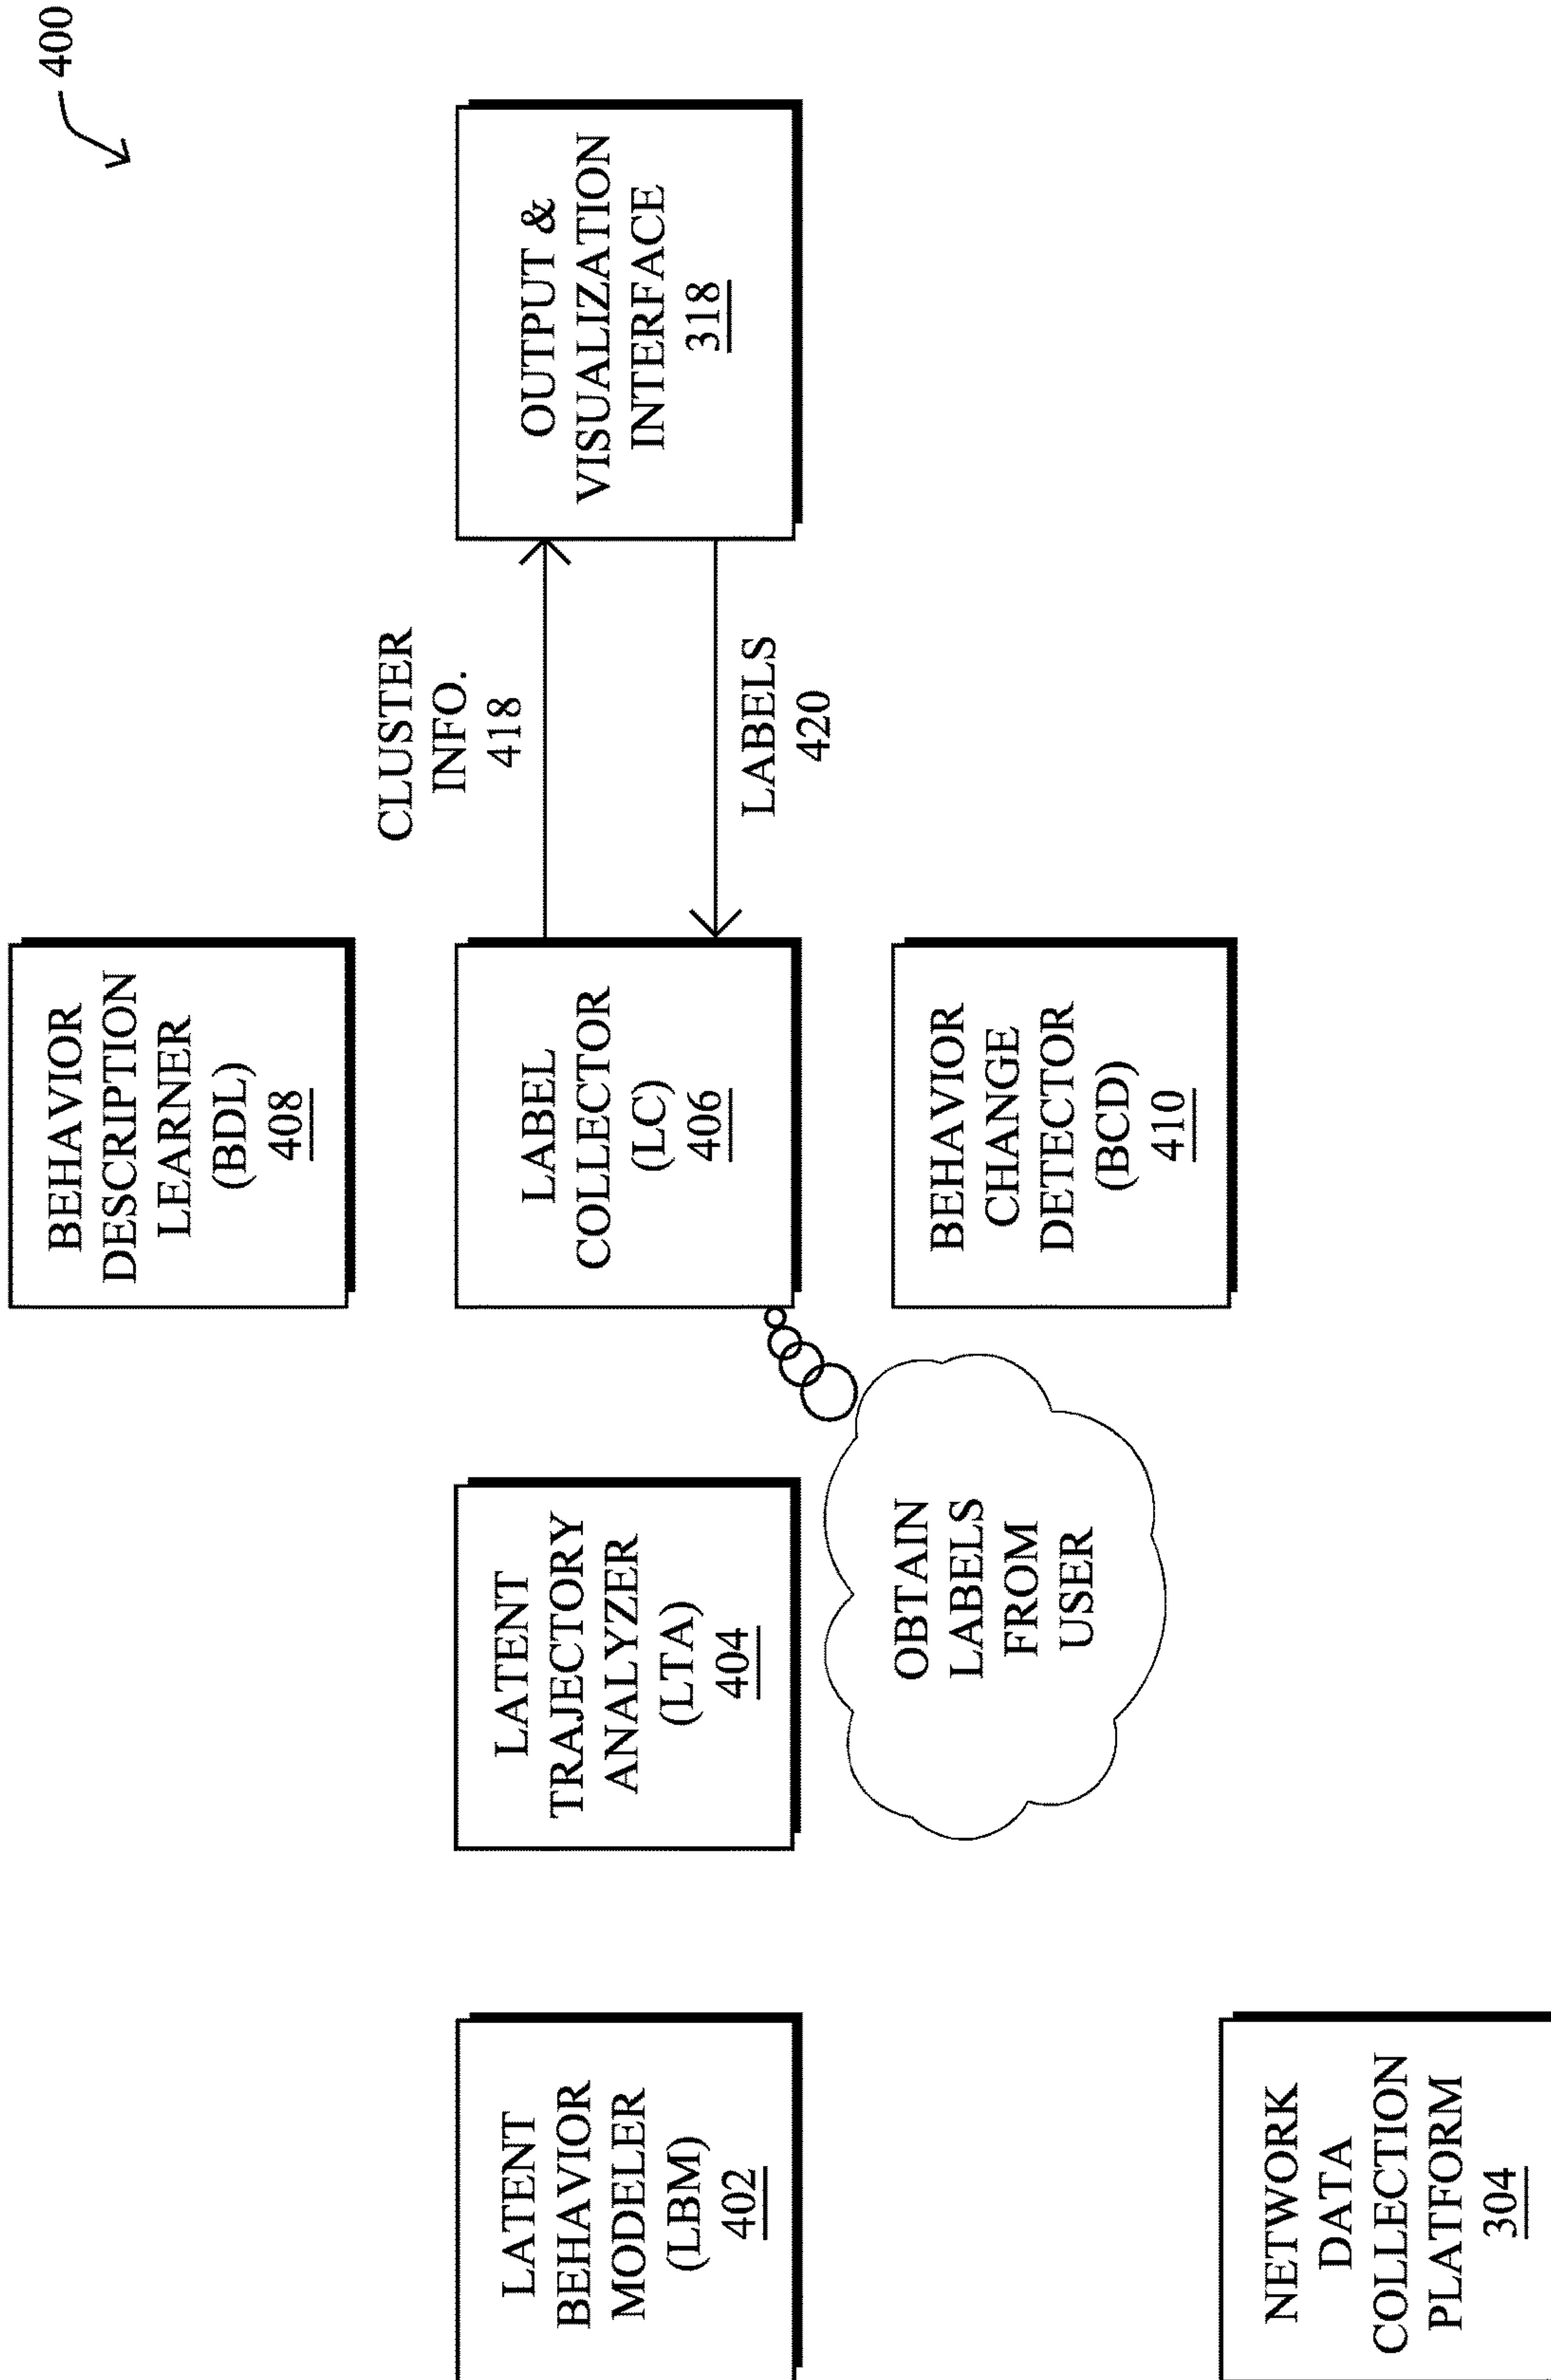 400
BEHAVIOR
DESCRIPTION
LEARNER
(BDL)
408
LATENT
BEHAVIOR
MODELER
(LBM)
402
LATENT
TRAJECTORY
ANALYZER
(LTA)
404
LABEL
COLLECTOR
(LC)
406
CLUSTER
INFO.
418
LABELS
420
OUTPUT &
VISUALIZATION
INTERFACE
318
OBTAIN
LABELS
FROM
USER
BEHAVIOR
CHANGE
DETECTOR
(BCD)
410
NETWORK
DATA
COLLECTION
PLATFORM
304